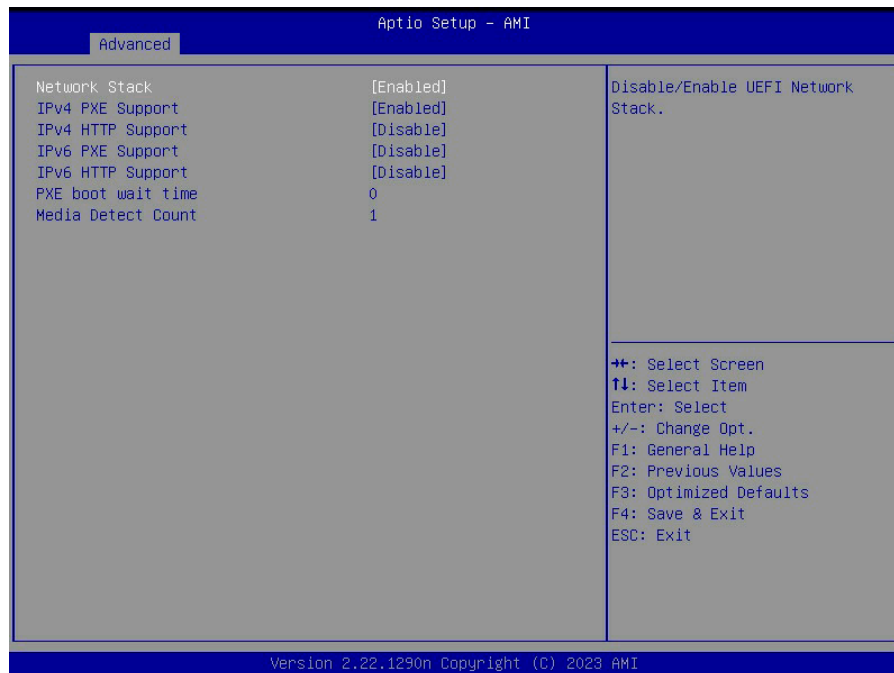 Aptio Setup – AMI
Advanced
Network Stack [Enabled]
IPv4 PXE Support [Enabled]
IPv4 HTTP Support [Disable]
IPv6 PXE Support [Disable]
IPv6 HTTP Support [Disable]
PXE boot wait time 0
Media Detect Count 1
Disable/Enable UEFI Network
Stack.
→←: Select Screen
↑↓: Select Item
Enter: Select
+/-: Change Opt.
F1: General Help
F2: Previous Values
F3: Optimized Defaults
F4: Save & Exit
ESC: Exit
Version 2.22.1290n Copyright (C) 2023 AMI